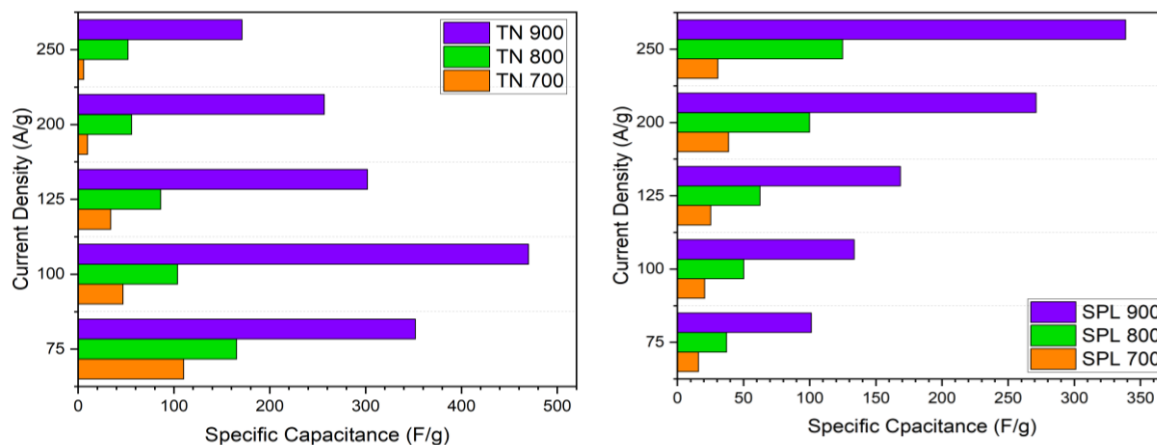 TN 900
TN 800
TN 700
250
200
125
100
75
Current Density (A/g)
0 100 200 300 400 500
Specific Capacitance (F/g)
250
200
125
100
75
Current Density (A/g)
SPL 900
SPL 800
SPL 700
0 50 100 150 200 250 300 350
Specific Cpacitance (F/g)